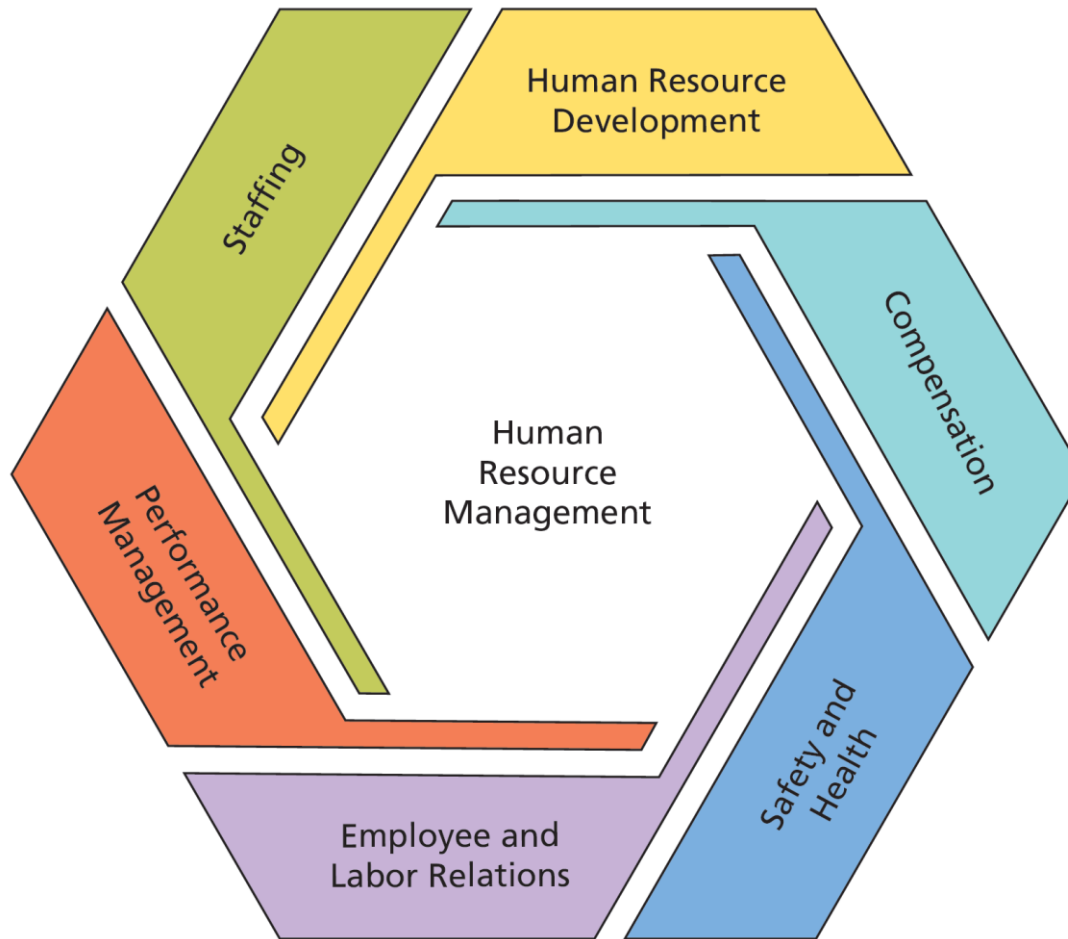 Human Resource
Development
Staffing
Compensation
Human
Resource
Management
Performance
Management
Safety and
Health
Employee and
Labor Relations